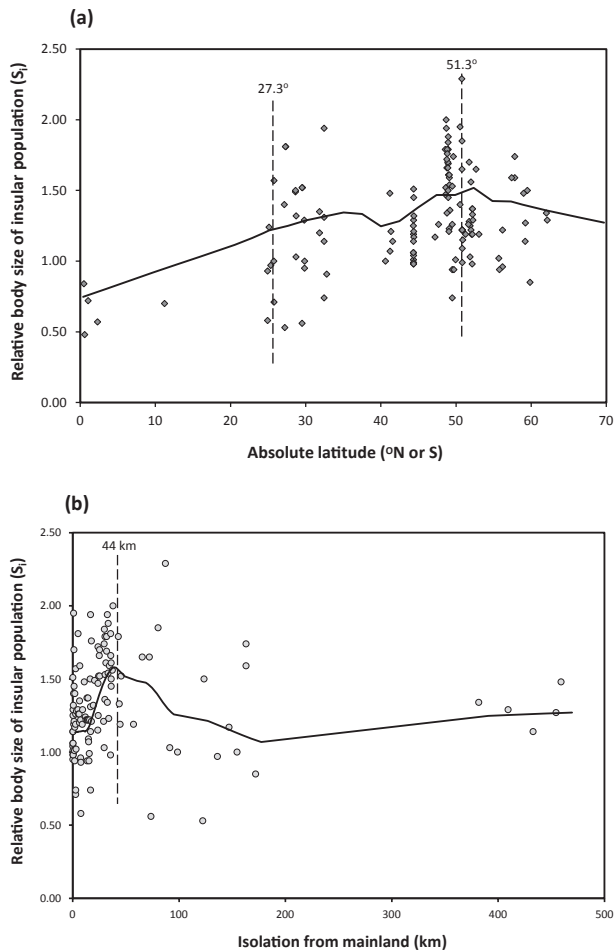 (a)
Relative body size of insular population (Si)
2.50
2.00
1.50
1.00
0.50
0.00
27.3o
51.3o
0 10 20 30 40 50 60 70
Absolute latitude (oN or S)
(b)
Relative body size of insular population (Si)
2.50
2.00
1.50
1.00
0.50
0.00
44 km
0 100 200 300 400 500
Isolation from mainland (km)